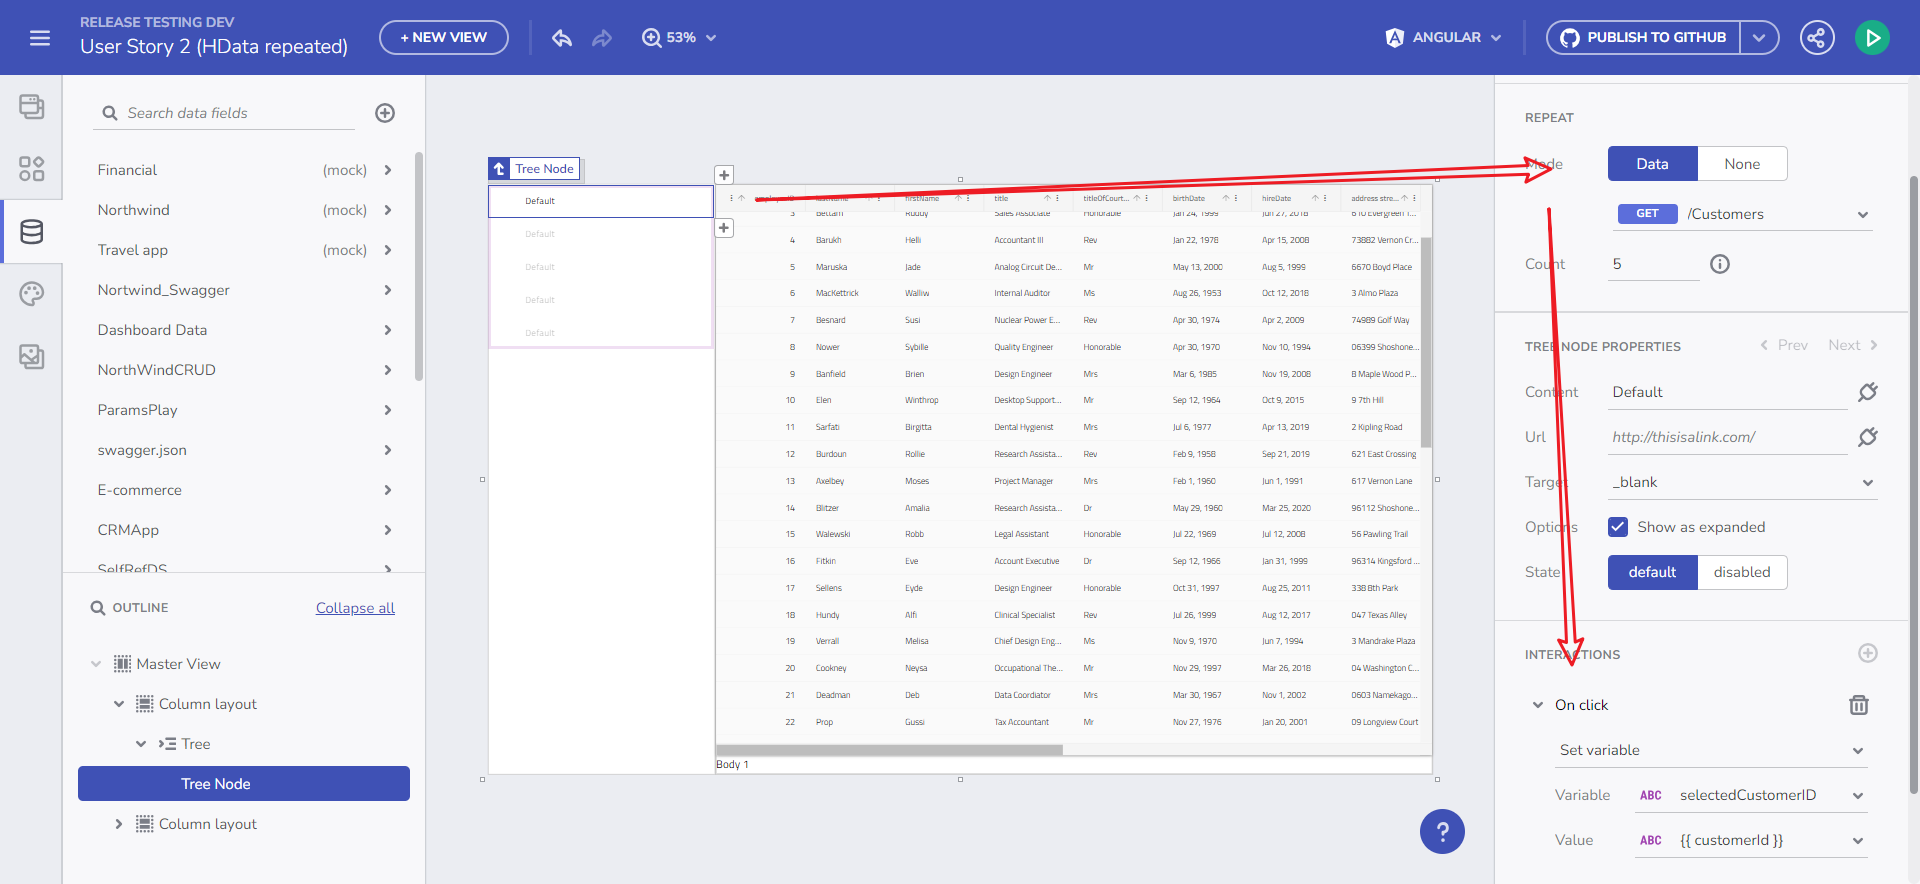 RELEASE TESTING DEV
User Story 2 (HData repeated)
+ NEW VIEW
53%
ANGULAR
PUBLISH TO GITHUB
Search data fields
Financial (mock)
Northwind (mock)
Travel app (mock)
Nortwind_Swagger
Dashboard Data
NorthWindCRUD
ParamsPlay
swagger.json
E-commerce
CRMApp
SelfRefDS
OUTLINE Collapse all
Master View
Column layout
Tree
Tree Node
Column layout
Tree Node
Default
Default
Default
Default
Default
firstName title titleOfCourt... birthDate hireDate address stre...
3 Bettam Ruddy Sales Associate Honorable Jan 24, 1999 Jun 27, 2018 610 Evergreen T...
4 Barukh Helli Accountant III Rev Jan 22, 1978 Apr 15, 2008 73882 Vernon Cr...
5 Maruska Jade Analog Circuit De... Mr May 13, 2000 Aug 5, 1999 6670 Boyd Place
6 MacKettrick Walliw Internal Auditor Ms Aug 26, 1953 Oct 12, 2018 3 Almo Plaza
7 Besnard Susi Nuclear Power E... Rev Apr 30, 1974 Apr 2, 2009 74989 Golf Way
8 Nower Sybille Quality Engineer Honorable Apr 30, 1970 Nov 10, 1994 06399 Shoshone...
9 Banfield Brien Design Engineer Mrs Mar 6, 1985 Nov 19, 2008 8 Maple Wood P...
10 Elen Winthrop Desktop Support... Mr Sep 12, 1964 Oct 9, 2015 9 7th Hill
11 Sarfati Birgitta Dental Hygienist Mrs Jul 6, 1977 Apr 13, 2019 2 Kipling Road
12 Burdoun Rollie Research Assista... Rev Feb 9, 1958 Sep 21, 2019 621 East Crossing
13 Axelbey Moses Project Manager Mrs Feb 1, 1960 Jun 1, 1991 617 Vernon Lane
14 Blitzer Amalia Research Assista... Dr May 29, 1960 Mar 25, 2020 96112 Shoshone...
15 Walewski Robb Legal Assistant Honorable Jul 22, 1969 Jul 12, 2008 56 Pawling Trail
16 Fitkin Eve Account Executive Dr Sep 12, 1966 Jan 31, 1999 96314 Kingsford ...
17 Sellens Eyde Design Engineer Honorable Oct 31, 1997 Aug 25, 2011 338 8th Park
18 Hundy Alfi Clinical Specialist Rev Jul 26, 1999 Aug 12, 2017 047 Texas Alley
19 Verrall Melisa Chief Design Eng... Ms Nov 9, 1970 Jun 7, 1994 3 Mandrake Plaza
20 Cookney Neysa Occupational The... Mr Nov 29, 1997 Mar 26, 2018 04 Washington C...
21 Deadman Deb Data Coordiator Mrs Mar 30, 1967 Nov 1, 2002 0603 Namekago...
22 Prop Gussi Tax Accountant Mr Nov 27, 1976 Jan 20, 2001 09 Longview Court
Body 1
?
REPEAT
Mode Data None
GET /Customers
Count 5
TREE NODE PROPERTIES Prev Next
Content Default
Url http://thisisalink.com/
Target _blank
Options Show as expanded
State default disabled
INTERACTIONS
On click
Set variable
Variable ABC selectedCustomerID
Value ABC {{ customerId }}